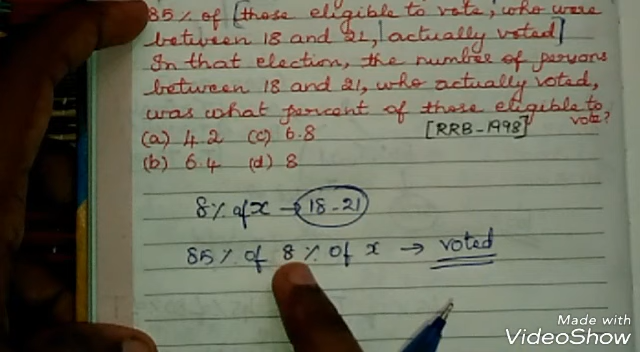 85% of [those eligible to vote, who were
between 18 and 21, actually voted]
In that election, the number of persons
between 18 and 21, who actually voted,
was what percent of those eligible to
vote?
(a) 4.2 (c) 6.8 [RRB-1998]
(b) 6.4 (d) 8
8% of x → 18-21
85% of 8% of x → voted
Made with
VideoShow